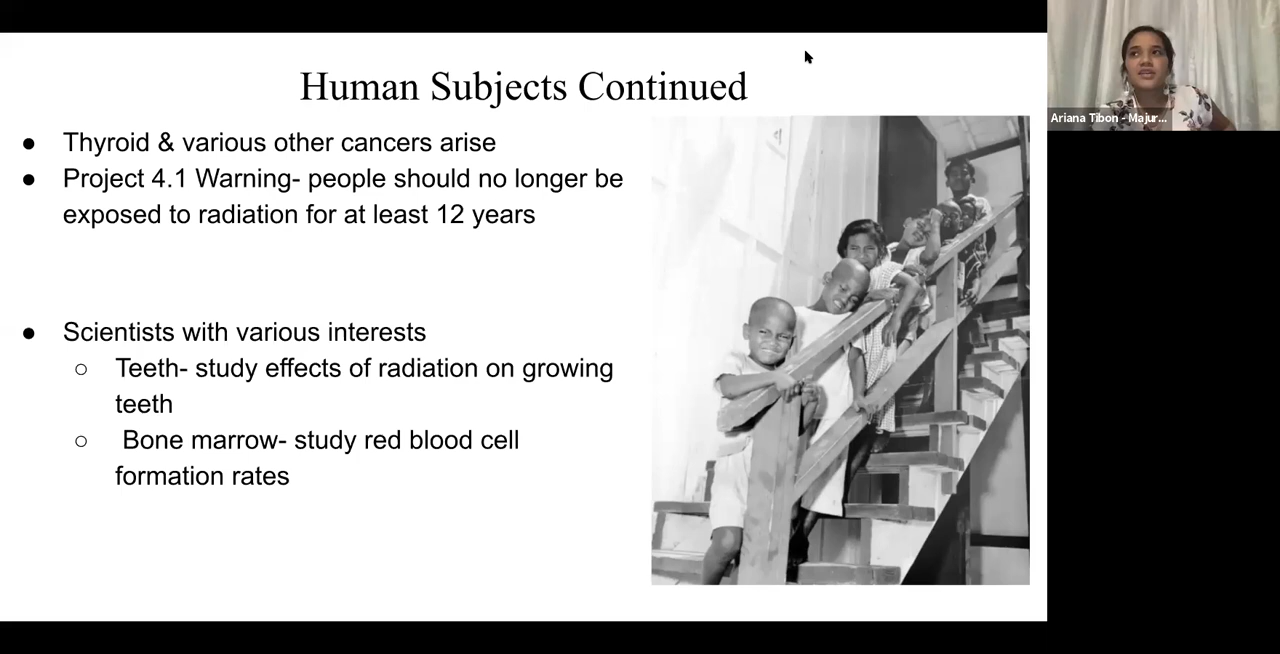 Human Subjects Continued
● Thyroid & various other cancers arise
● Project 4.1 Warning- people should no longer be
exposed to radiation for at least 12 years
● Scientists with various interests
○ Teeth- study effects of radiation on growing
teeth
○ Bone marrow- study red blood cell
formation rates
Ariana Tibon - Majur...